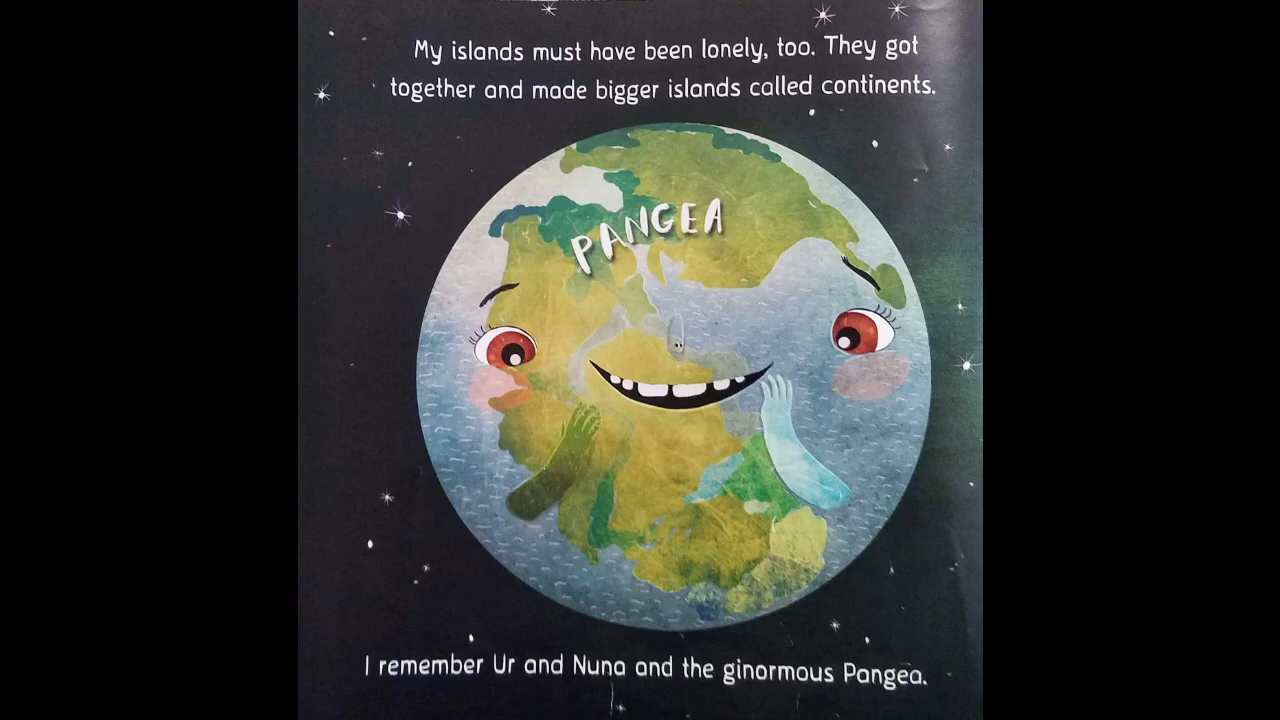 My islands must have been lonely, too. They got
together and made bigger islands called continents.
PANGEA
I remember Ur and Nuna and the ginormous Pangea.